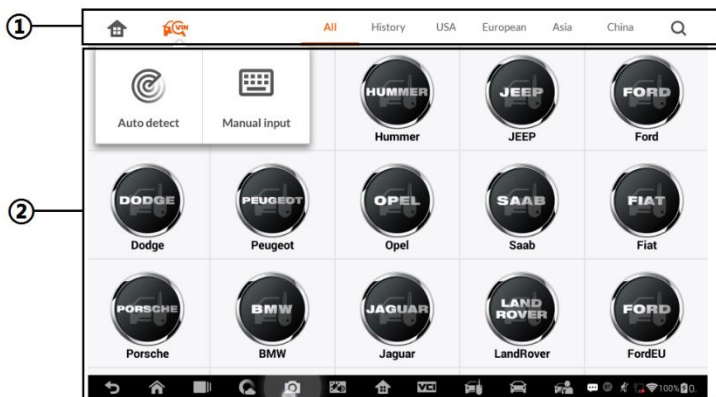 ①
VIN
All History USA European Asia China
Auto detect Manual input
HUMMER JEEP FORD
Hummer JEEP Ford
②
DODGE PEUGEOT OPEL SAAB FIAT
Dodge Peugeot Opel Saab Fiat
PORSCHE BMW JAGUAR LAND ROVER FORD
Porsche BMW Jaguar LandRover FordEU
VCI 100% 0.